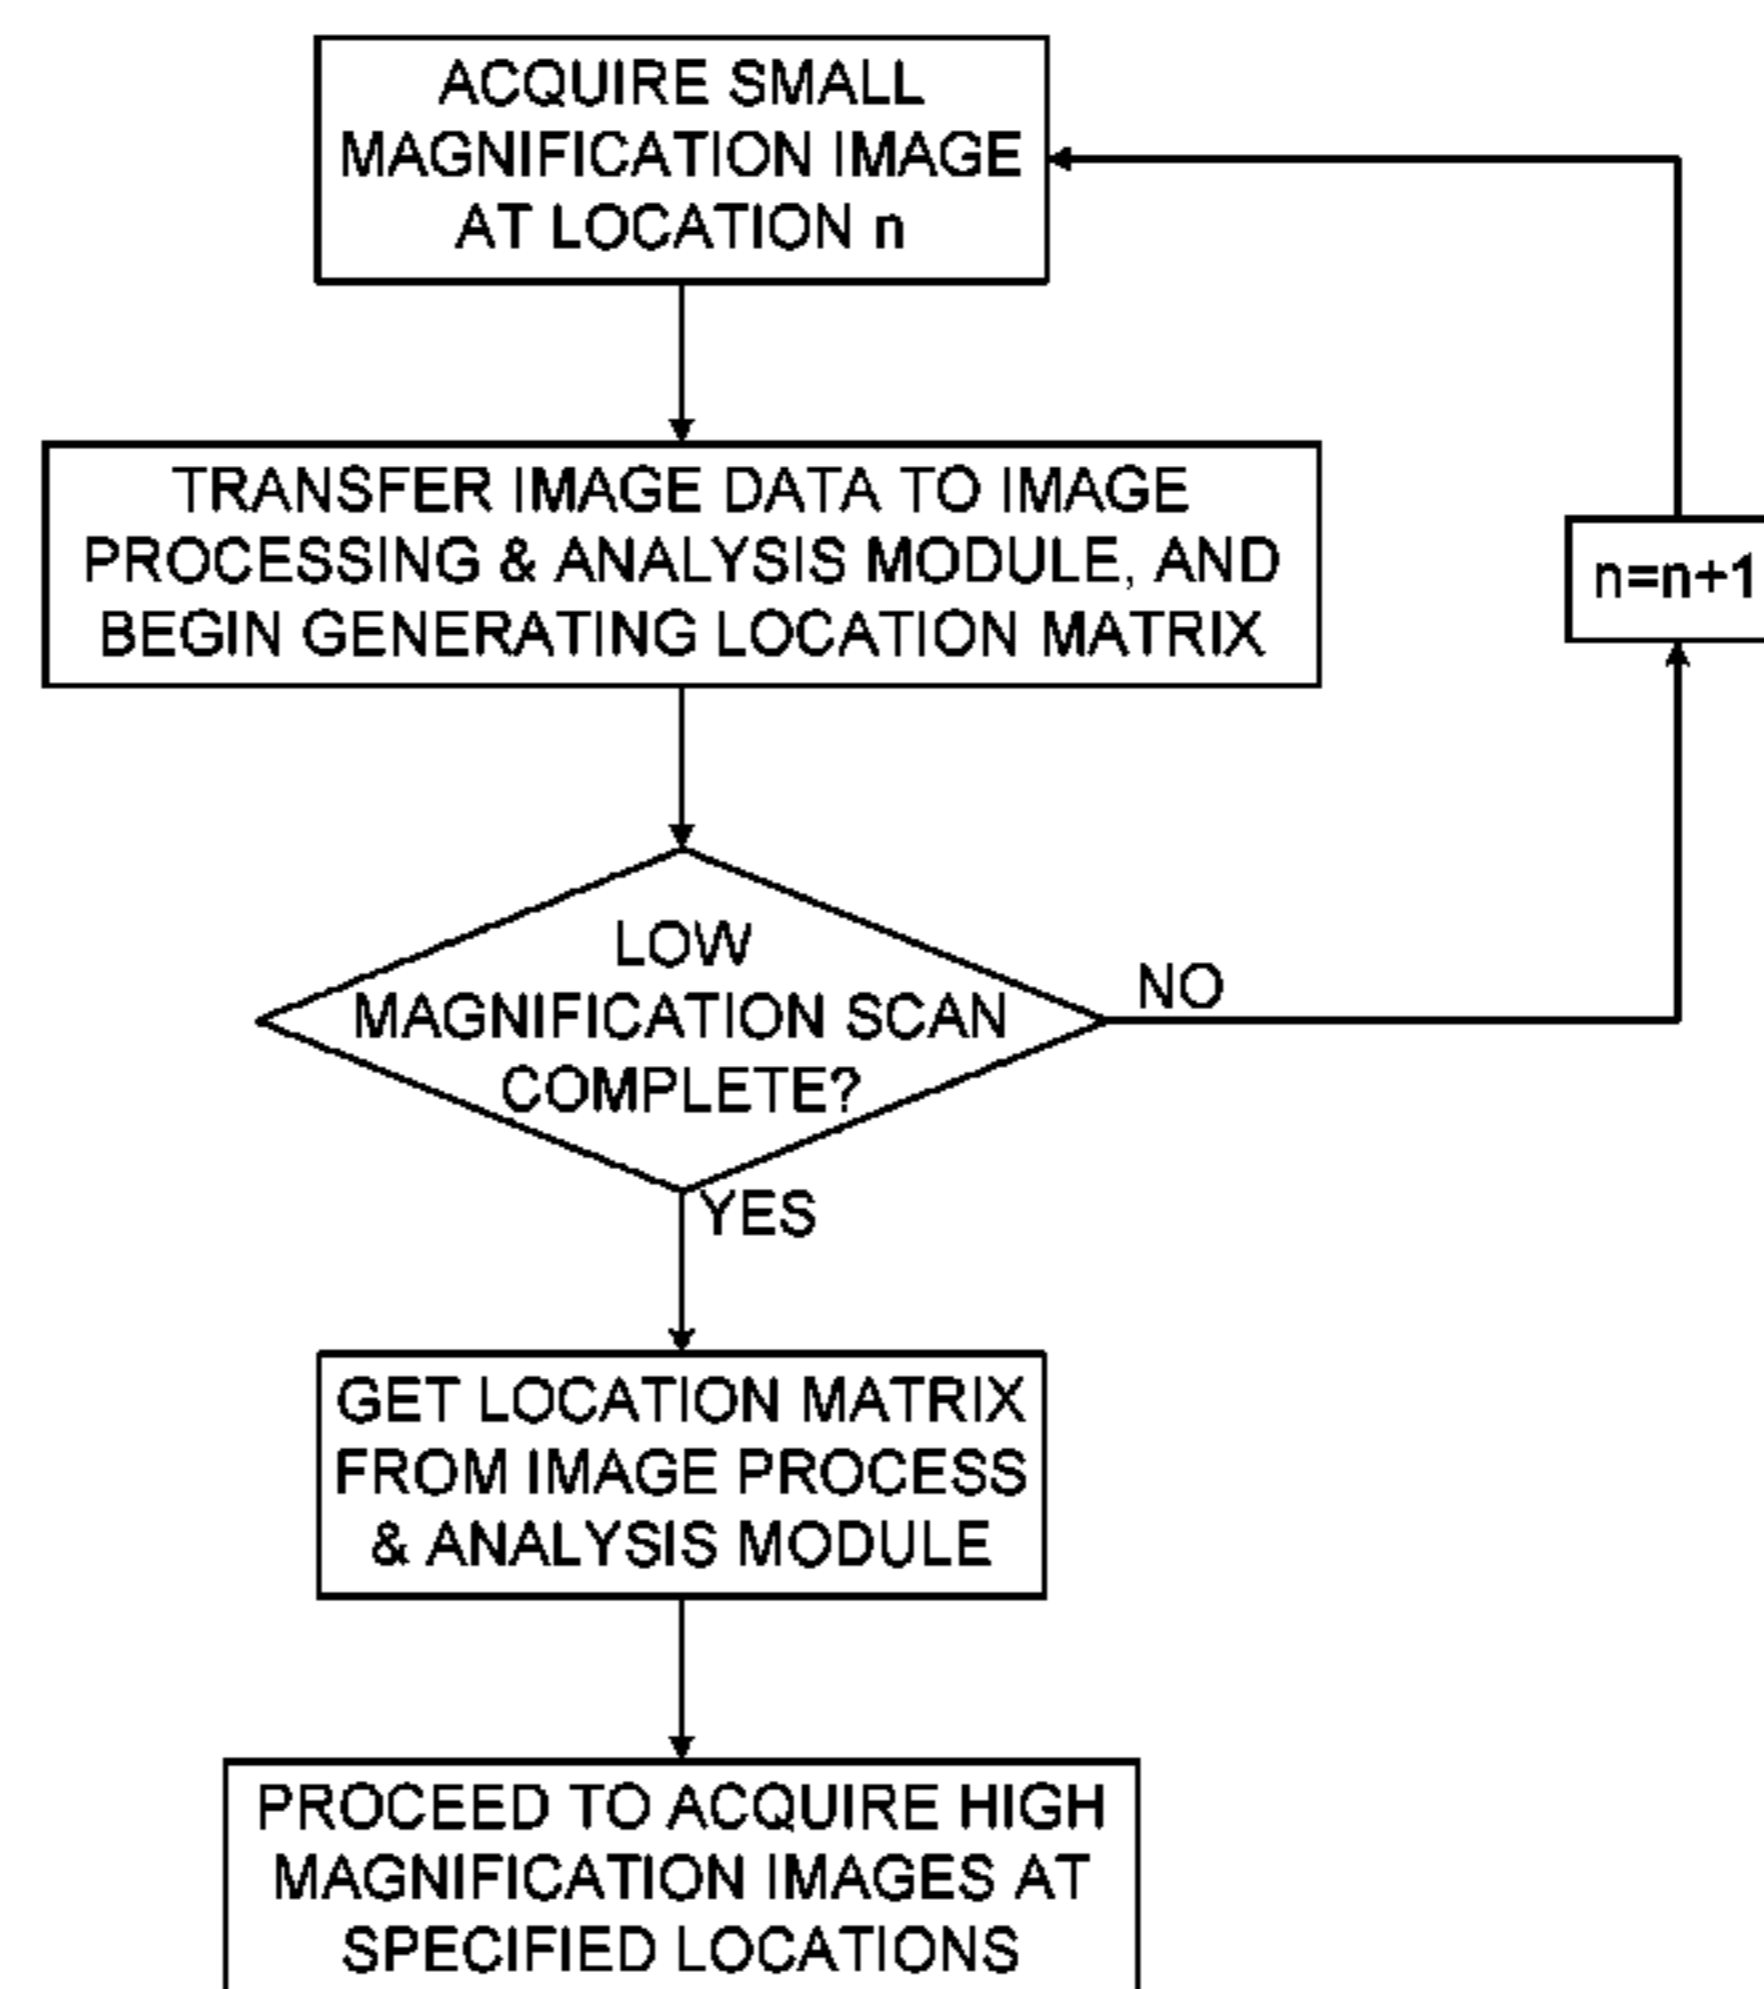 ACQUIRE SMALL
MAGNIFICATION IMAGE
AT LOCATION n
TRANSFER IMAGE DATA TO IMAGE
PROCESSING & ANALYSIS MODULE, AND
BEGIN GENERATING LOCATION MATRIX
n=n+1
LOW
MAGNIFICATION SCAN
COMPLETE?
NO
YES
GET LOCATION MATRIX
FROM IMAGE PROCESS
& ANALYSIS MODULE
PROCEED TO ACQUIRE HIGH
MAGNIFICATION IMAGES AT
SPECIFIED LOCATIONS